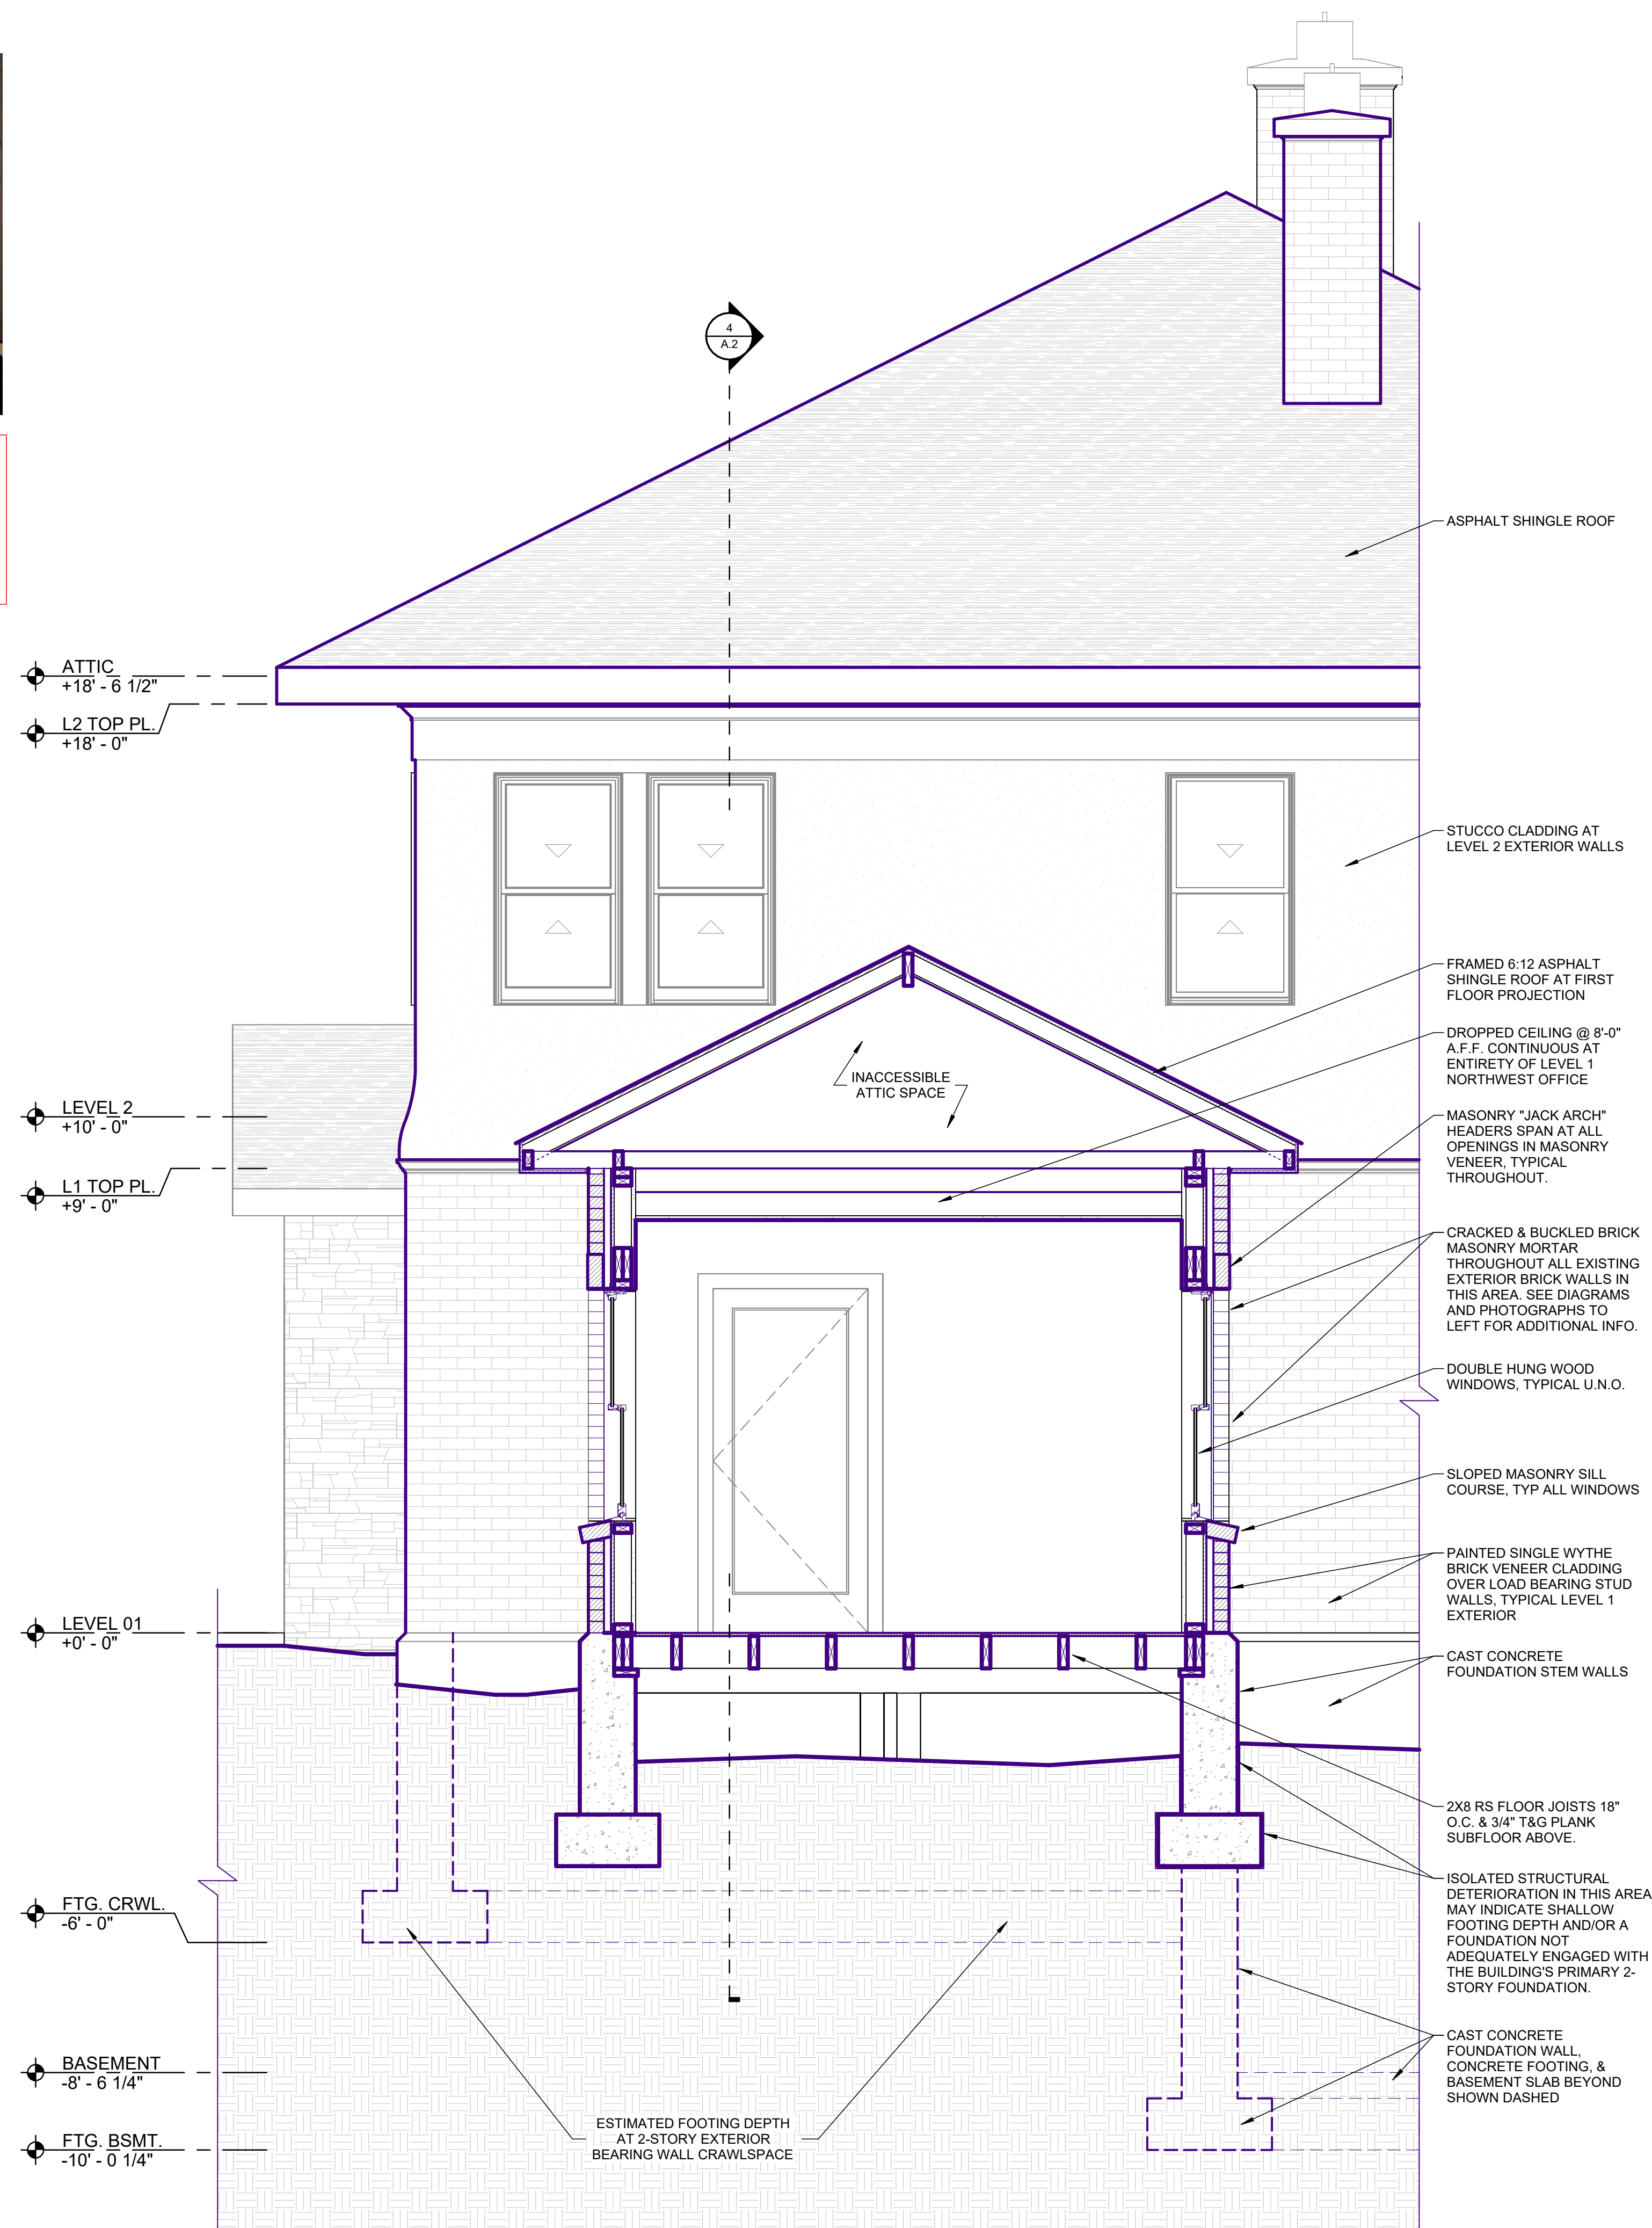 4
A.2
ASPHALT SHINGLE ROOF
ATTIC
+18' - 6 1/2"
L2 TOP PL.
+18' - 0"
STUCCO CLADDING AT
LEVEL 2 EXTERIOR WALLS
FRAMED 6:12 ASPHALT
SHINGLE ROOF AT FIRST
FLOOR PROJECTION
DROPPED CEILING @ 8'-0"
A.F.F. CONTINUOUS AT
ENTIRETY OF LEVEL 1
NORTHWEST OFFICE
INACCESSIBLE
ATTIC SPACE
LEVEL 2
+10' - 0"
MASONRY "JACK ARCH"
HEADERS SPAN AT ALL
OPENINGS IN MASONRY
VENEER, TYPICAL
THROUGHOUT.
L1 TOP PL.
+9' - 0"
CRACKED & BUCKLED BRICK
MASONRY MORTAR
THROUGHOUT ALL EXISTING
EXTERIOR BRICK WALLS IN
THIS AREA. SEE DIAGRAMS
AND PHOTOGRAPHS TO
LEFT FOR ADDITIONAL INFO.
DOUBLE HUNG WOOD
WINDOWS, TYPICAL U.N.O.
SLOPED MASONRY SILL
COURSE, TYP ALL WINDOWS
PAINTED SINGLE WYTHE
BRICK VENEER CLADDING
OVER LOAD BEARING STUD
WALLS, TYPICAL LEVEL 1
EXTERIOR
LEVEL 01
+0' - 0"
CAST CONCRETE
FOUNDATION STEM WALLS
2X8 RS FLOOR JOISTS 18"
O.C. & 3/4" T&G PLANK
SUBFLOOR ABOVE.
ISOLATED STRUCTURAL
DETERIORATION IN THIS AREA
MAY INDICATE SHALLOW
FOOTING DEPTH AND/OR A
FOUNDATION NOT
ADEQUATELY ENGAGED WITH
THE BUILDING'S PRIMARY 2-
STORY FOUNDATION.
FTG. CRWL.
-6' - 0"
CAST CONCRETE
FOUNDATION WALL,
CONCRETE FOOTING, &
BASEMENT SLAB BEYOND
SHOWN DASHED
BASEMENT
-8' - 6 1/4"
ESTIMATED FOOTING DEPTH
AT 2-STORY EXTERIOR
BEARING WALL CRAWLSPACE
FTG. BSMT.
-10' - 0 1/4"